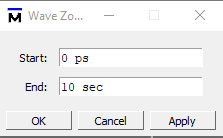 Wave Zo...
Start: 0 ps
End: 10 sec
OK Cancel Apply